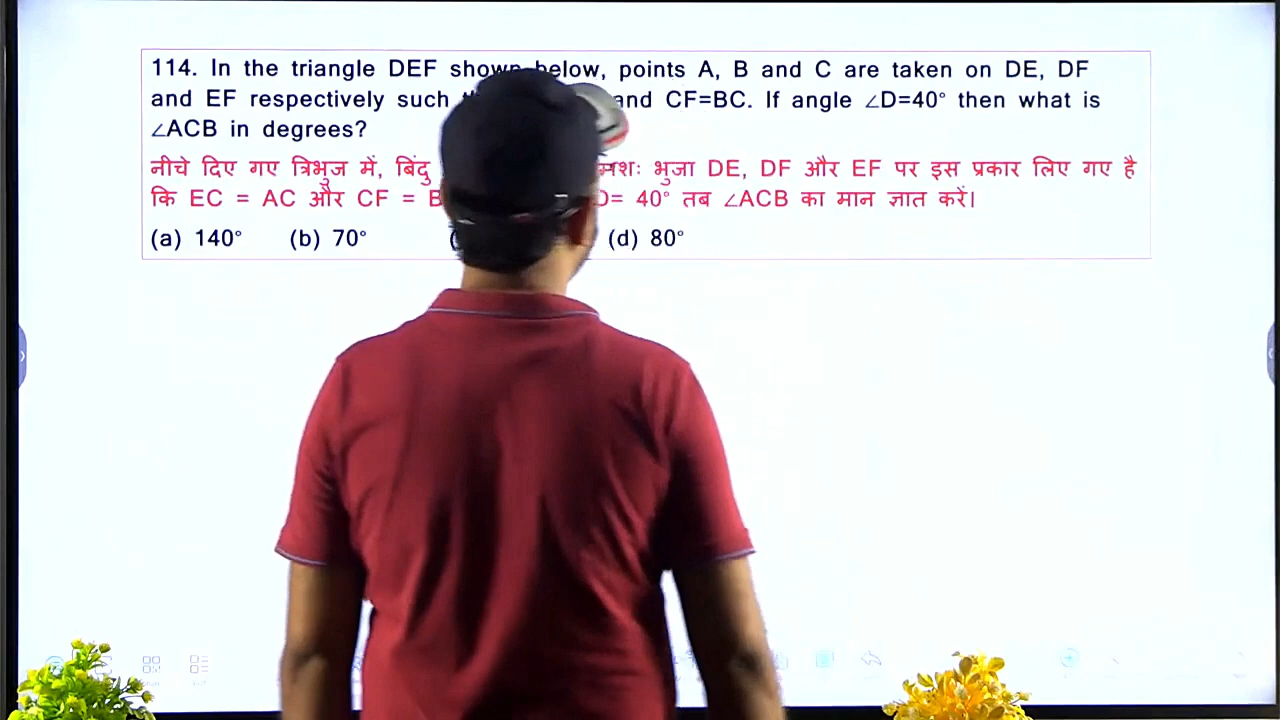 114. In the triangle DEF shown below, points A, B and C are taken on DE, DF
and EF respectively such and CF=BC. If angle ∠D=40° then what is
∠ACB in degrees?
नीचे दिए गए त्रिभुज में, बिंदु भुजा DE, DF और EF पर इस प्रकार लिए गए है
कि EC = AC और CF = 40° तब ∠ACB का मान ज्ञात करें।
(a) 140° (b) 70° (d) 80°